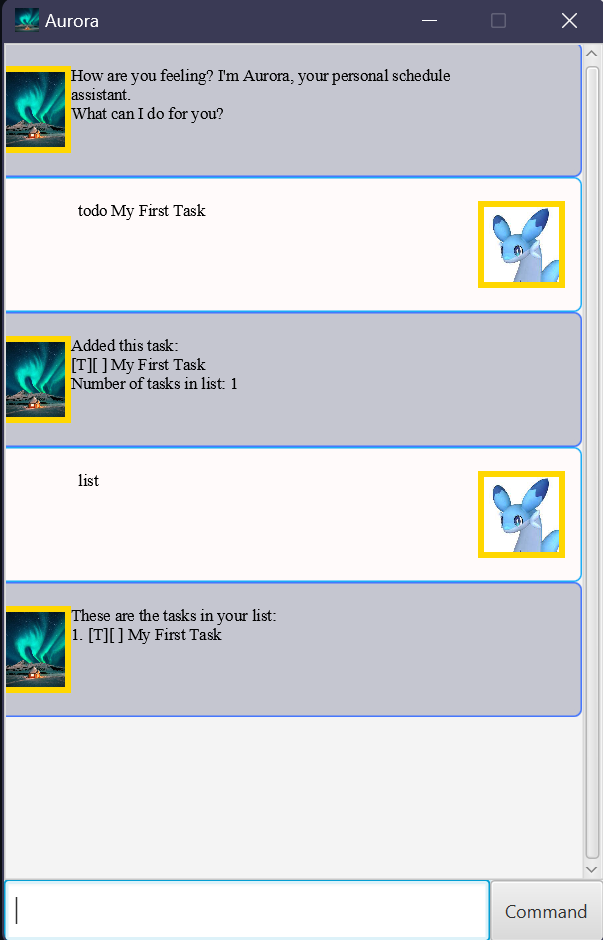 Aurora
How are you feeling? I'm Aurora, your personal schedule
assistant.
What can I do for you?
todo My First Task
Added this task:
[T][ ] My First Task
Number of tasks in list: 1
list
These are the tasks in your list:
1. [T][ ] My First Task
Command